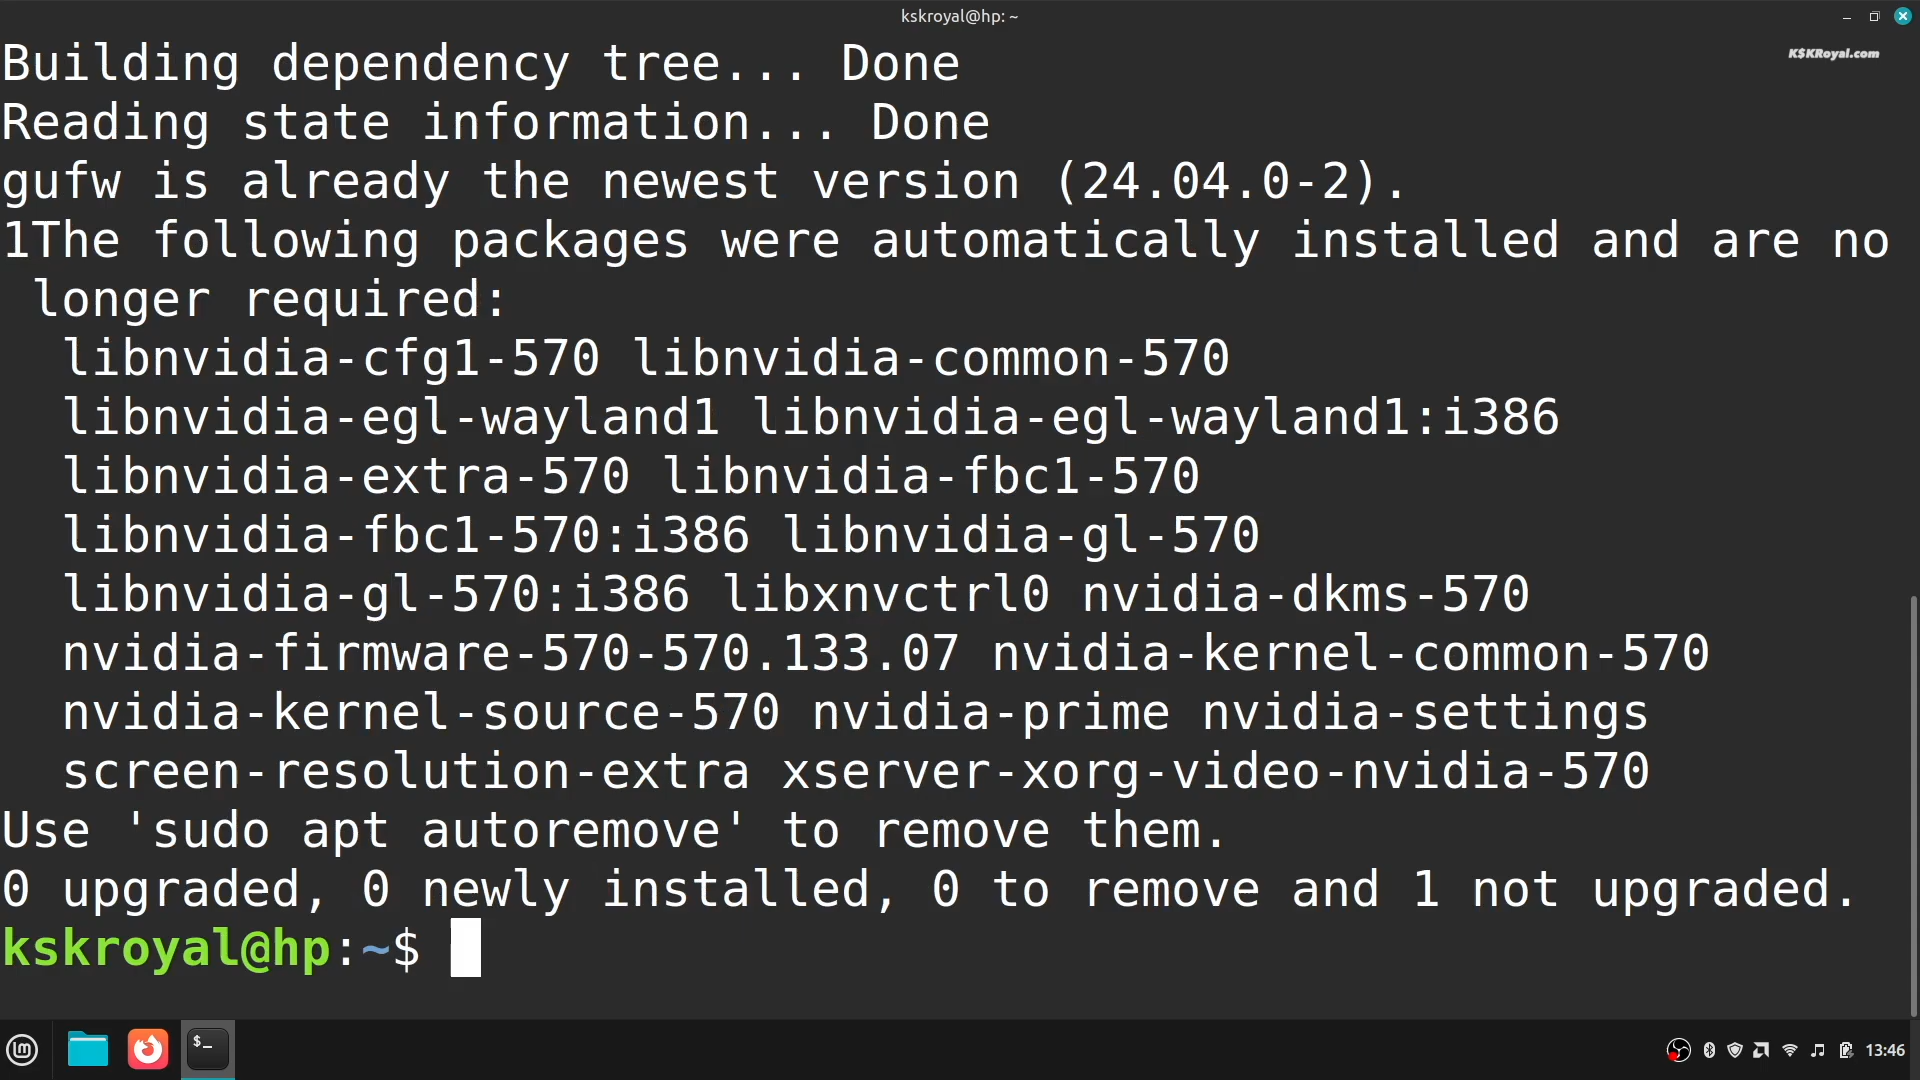 kskroyal@hp: ~
K$KRoyal.com
Building dependency tree... Done
Reading state information... Done
gufw is already the newest version (24.04.0-2).
1The following packages were automatically installed and are no
 longer required:
  libnvidia-cfg1-570 libnvidia-common-570
  libnvidia-egl-wayland1 libnvidia-egl-wayland1:i386
  libnvidia-extra-570 libnvidia-fbc1-570
  libnvidia-fbc1-570:i386 libnvidia-gl-570
  libnvidia-gl-570:i386 libxnvctrl0 nvidia-dkms-570
  nvidia-firmware-570-570.133.07 nvidia-kernel-common-570
  nvidia-kernel-source-570 nvidia-prime nvidia-settings
  screen-resolution-extra xserver-xorg-video-nvidia-570
Use 'sudo apt autoremove' to remove them.
0 upgraded, 0 newly installed, 0 to remove and 1 not upgraded.
kskroyal@hp:~$
$_
13:46